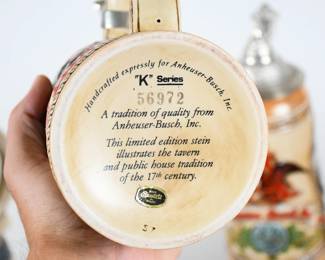 Handcrafted expressly for Anheuser-Busch, Inc.
"K" Series
56972
A tradition of quality from
Anheuser-Busch, Inc.
This limited edition stein
illustrates the tavern
and public house tradition
of the 17th century.